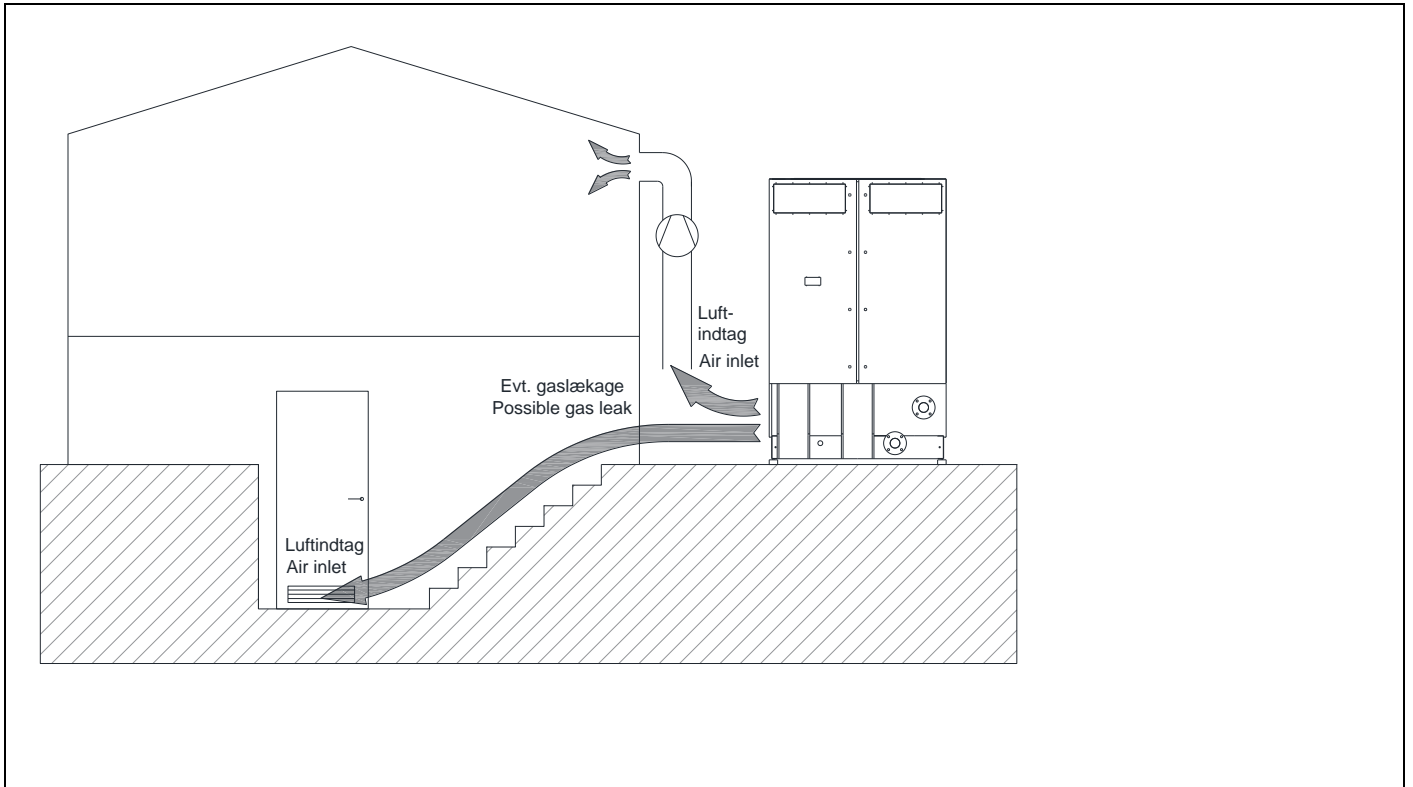 Luft-
indtag
Air inlet
Evt. gaslækage
Possible gas leak
Luftindtag
Air inlet